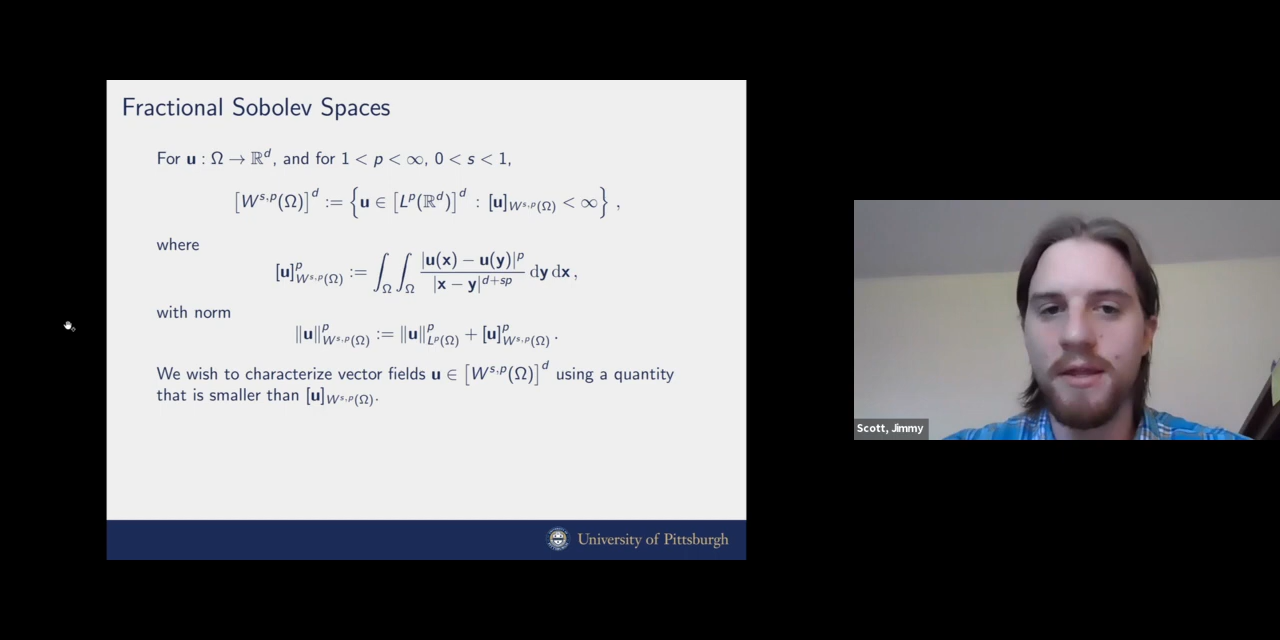 Fractional Sobolev Spaces
For u : Ω → ℝᵈ, and for 1 < p < ∞, 0 < s < 1,
[W^{s,p}(Ω)]^d := {u ∈ [L^p(ℝ^d)]^d : [u]_{W^{s,p}(Ω)} < ∞} ,
where
[u]^p_{W^{s,p}(Ω)} := ∫_Ω ∫_Ω |u(x) − u(y)|^p / |x − y|^{d+sp} dy dx ,
with norm
‖u‖^p_{W^{s,p}(Ω)} := ‖u‖^p_{L^p(Ω)} + [u]^p_{W^{s,p}(Ω)} .
We wish to characterize vector fields u ∈ [W^{s,p}(Ω)]^d using a quantity
that is smaller than [u]_{W^{s,p}(Ω)}.
University of Pittsburgh
Scott, Jimmy